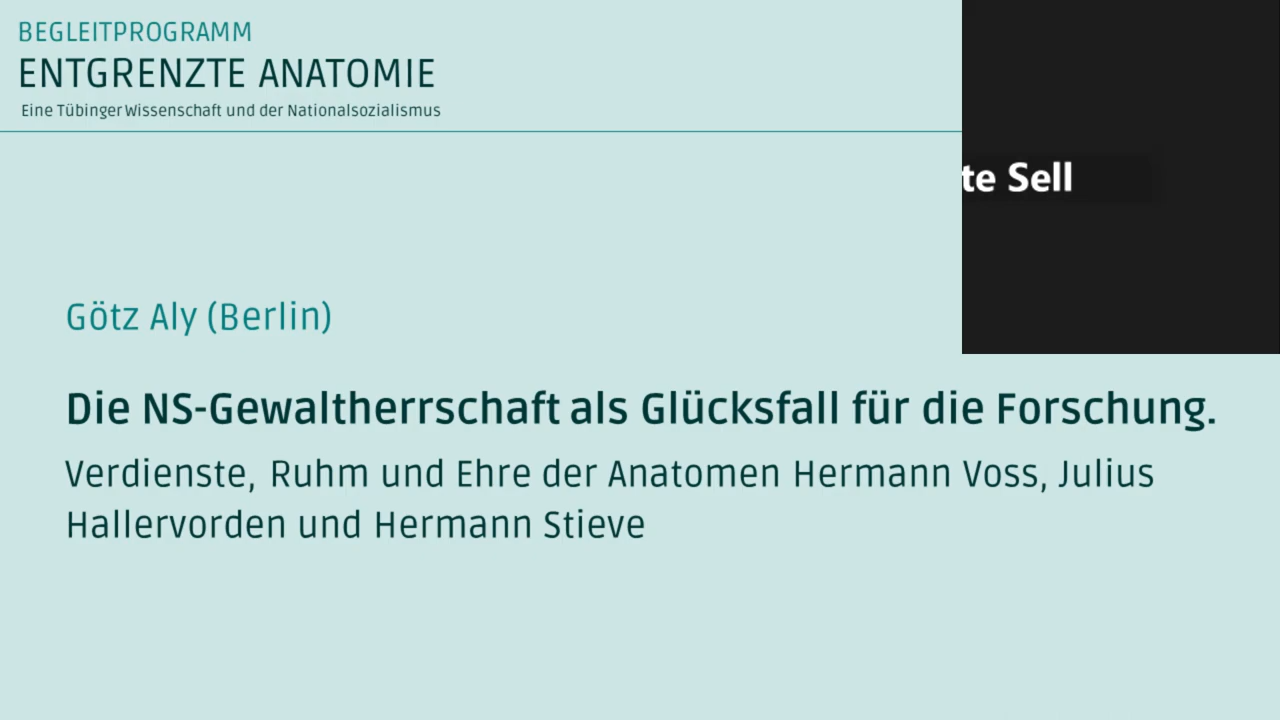 BEGLEITPROGRAMM
ENTGRENZTE ANATOMIE
Eine Tübinger Wissenschaft und der Nationalsozialismus
te Sell
Götz Aly (Berlin)
Die NS-Gewaltherrschaft als Glücksfall für die Forschung.
Verdienste, Ruhm und Ehre der Anatomen Hermann Voss, Julius
Hallervorden und Hermann Stieve